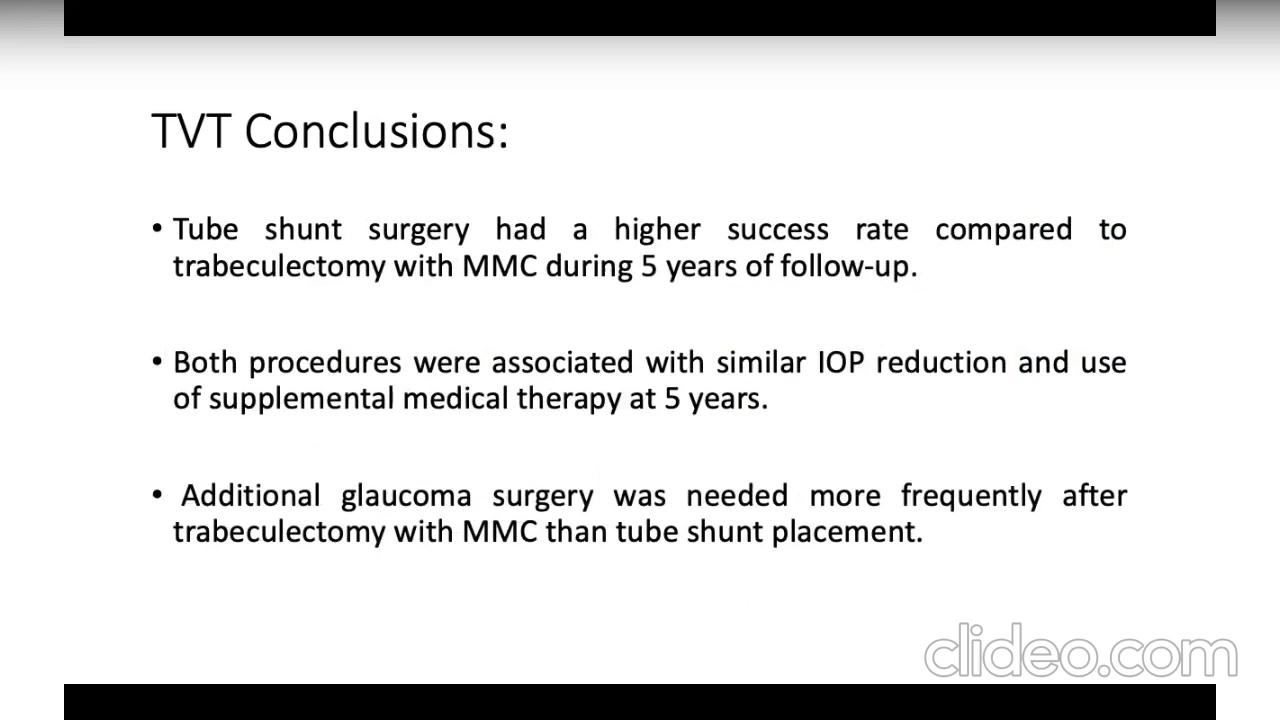 TVT Conclusions:
• Tube shunt surgery had a higher success rate compared to
trabeculectomy with MMC during 5 years of follow-up.
• Both procedures were associated with similar IOP reduction and use
of supplemental medical therapy at 5 years.
• Additional glaucoma surgery was needed more frequently after
trabeculectomy with MMC than tube shunt placement.
clideo.com